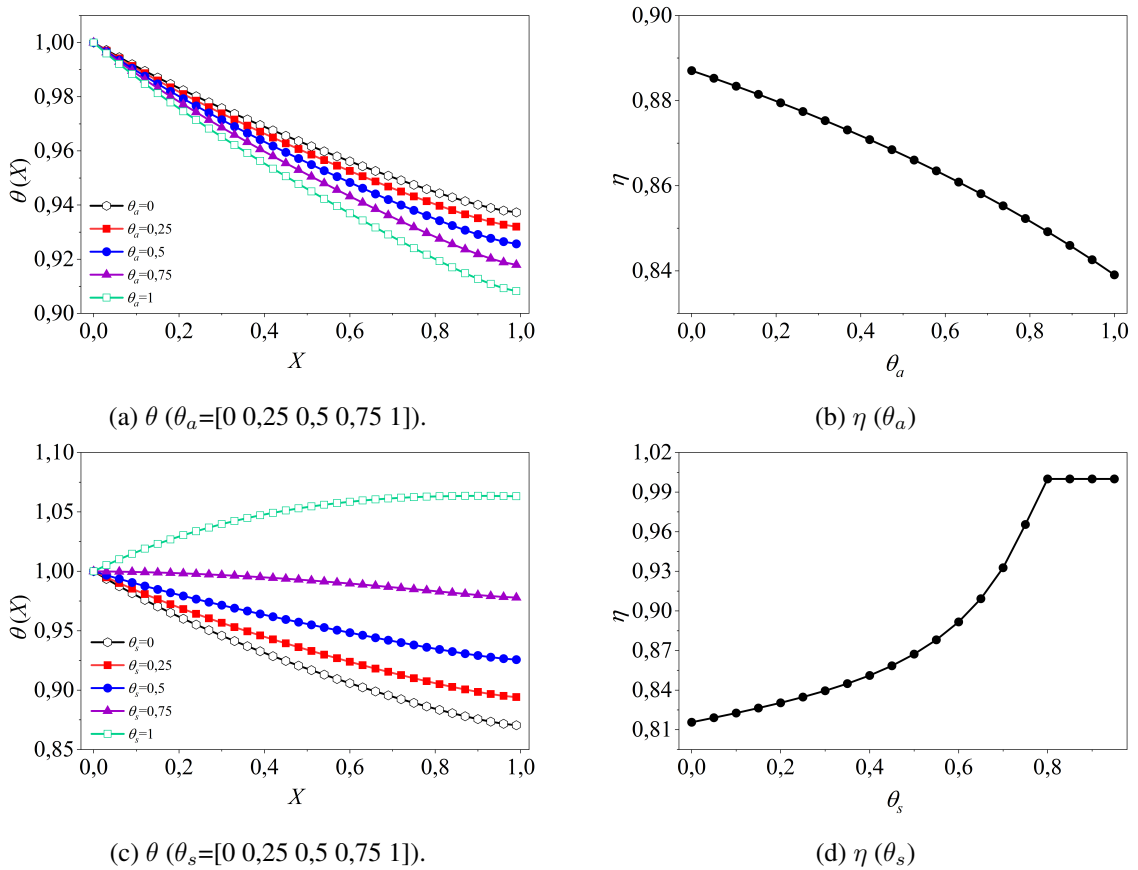 1,00
0,98
0,96
0,94
0,92
0,90
θ(X)
θa=0
θa=0,25
θa=0,5
θa=0,75
θa=1
0,0 0,2 0,4 0,6 0,8 1,0
X
(a) θ (θa=[0 0,25 0,5 0,75 1]).
0,90
0,88
0,86
0,84
η
0,0 0,2 0,4 0,6 0,8 1,0
θa
(b) η (θa)
1,10
1,05
1,00
0,95
0,90
0,85
θ(X)
θs=0
θs=0,25
θs=0,5
θs=0,75
θs=1
0,0 0,2 0,4 0,6 0,8 1,0
X
(c) θ (θs=[0 0,25 0,5 0,75 1]).
1,02
0,99
0,96
0,93
0,90
0,87
0,84
0,81
η
0,0 0,2 0,4 0,6 0,8
θs
(d) η (θs)